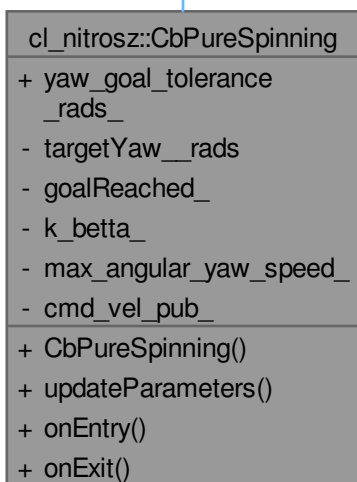 cl_nitrosz::CbPureSpinning
+ yaw_goal_tolerance
_rads_
- targetYaw__rads
- goalReached_
- k_betta_
- max_angular_yaw_speed_
- cmd_vel_pub_
+ CbPureSpinning()
+ updateParameters()
+ onEntry()
+ onExit()